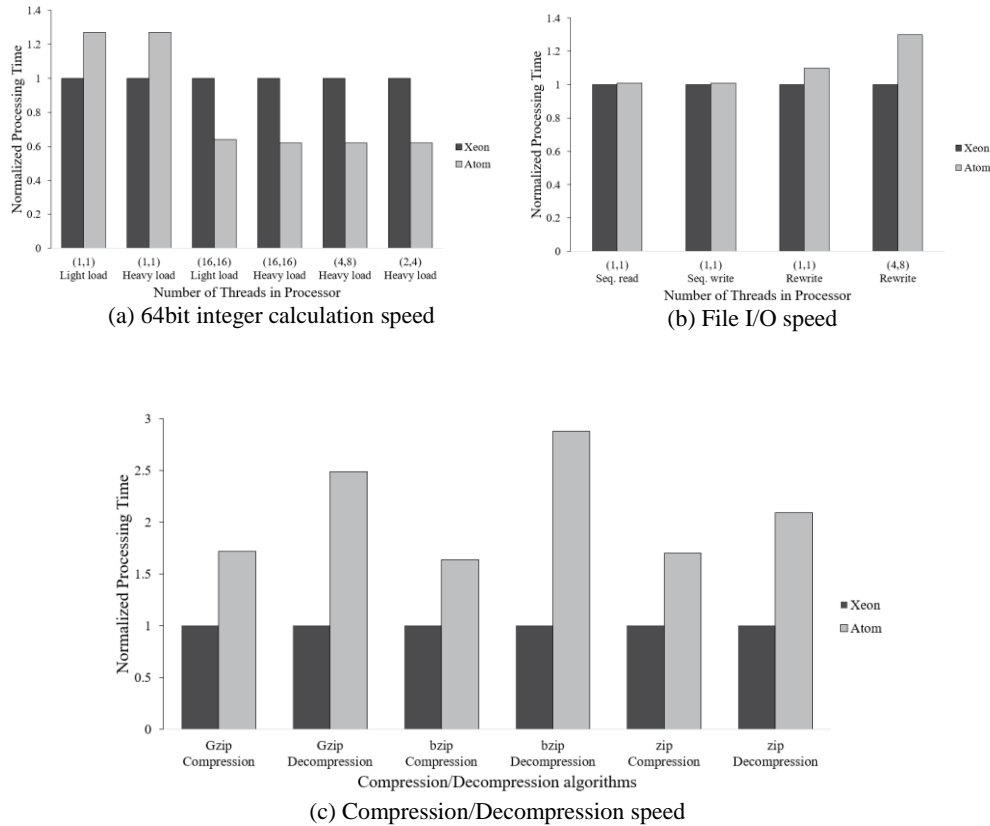 1.4
1.2
1
0.8
0.6
0.4
0.2
0
Normalized Processing Time
(1,1) (1,1) (16,16) (16,16) (4,8) (2,4)
Light load Heavy load Light load Heavy load Heavy load Heavy load
Number of Threads in Processor
Xeon
Atom
(a) 64bit integer calculation speed
1.4
1.2
1
0.8
0.6
0.4
0.2
0
Normalized Processing Time
(1,1) (1,1) (1,1) (4,8)
Seq. read Seq. write Rewrite Rewrite
Number of Threads in Processor
Xeon
Atom
(b) File I/O speed
3
2.5
2
1.5
1
0.5
0
Normalized Processing Time
Gzip Gzip bzip bzip zip zip
Compression Decompression Compression Decompression Compression Decompression
Compression/Decompression algorithms
Xeon
Atom
(c) Compression/Decompression speed